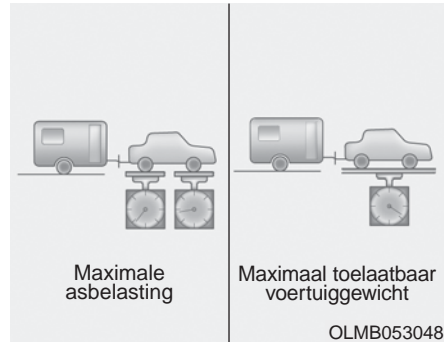 Maximale
asbelasting
Maximaal toelaatbaar
voertuiggewicht
OLMB053048